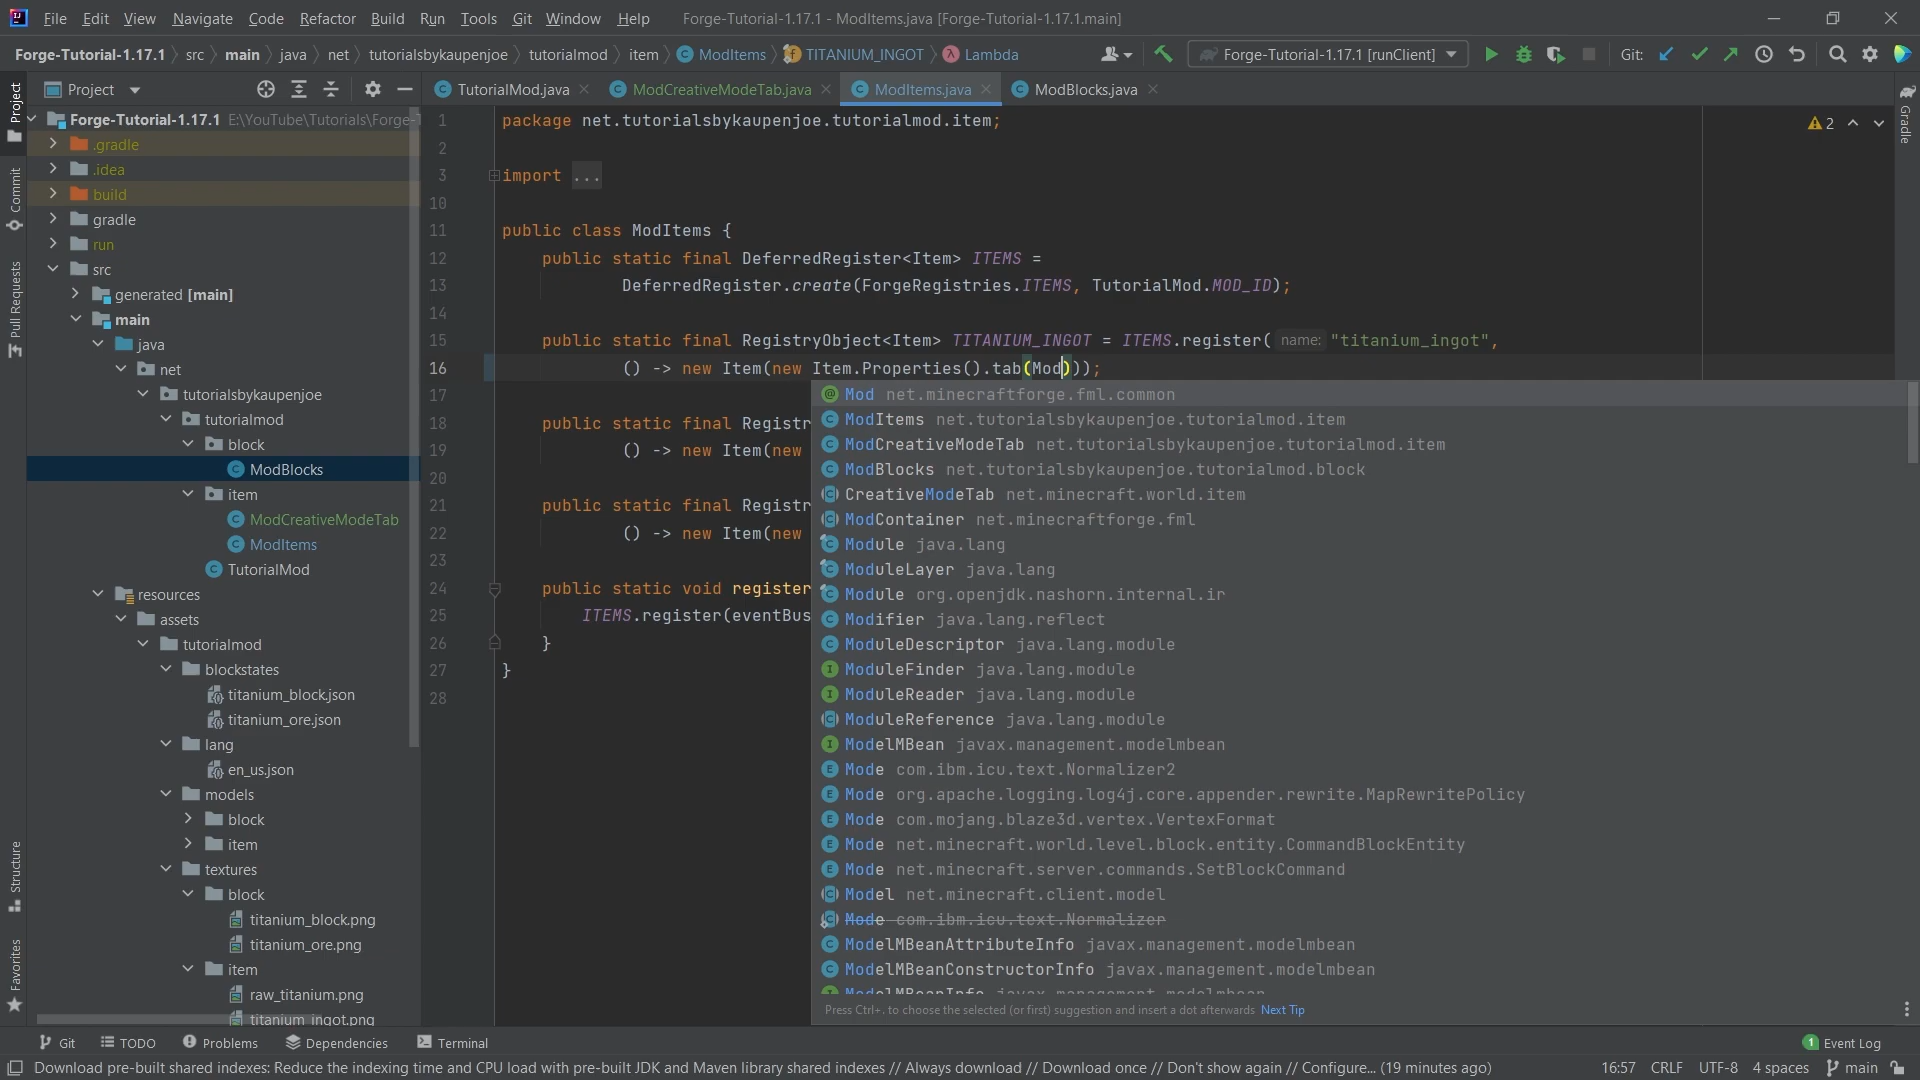 File Edit View Navigate Code Refactor Build Run Tools Git Window Help Forge-Tutorial-1.17.1 - ModItems.java [Forge-Tutorial-1.17.1.main]
Forge-Tutorial-1.17.1 src main java net tutorialsbykaupenjoe tutorialmod item ModItems TITANIUM_INGOT Lambda Forge-Tutorial-1.17.1 [runClient] Git:
Project TutorialMod.java ModCreativeModeTab.java ModItems.java ModBlocks.java
Project
Commit
Pull Requests
Structure
Favorites
Gradle
Forge-Tutorial-1.17.1 E:\YouTube\Tutorials\Forge-T
.gradle
.idea
build
gradle
run
src
generated [main]
main
java
net
tutorialsbykaupenjoe
tutorialmod
block
ModBlocks
item
ModCreativeModeTab
ModItems
TutorialMod
resources
assets
tutorialmod
blockstates
titanium_block.json
titanium_ore.json
lang
en_us.json
models
block
item
textures
block
titanium_block.png
titanium_ore.png
item
raw_titanium.png
titanium_ingot.png
2
1 package net.tutorialsbykaupenjoe.tutorialmod.item;
2
3 import ...
10
11 public class ModItems {
12 public static final DeferredRegister<Item> ITEMS =
13 DeferredRegister.create(ForgeRegistries.ITEMS, TutorialMod.MOD_ID);
14
15 public static final RegistryObject<Item> TITANIUM_INGOT = ITEMS.register( name: "titanium_ingot",
16 () -> new Item(new Item.Properties().tab(Mod)));
17
18 public static final Registr
19 () -> new Item(new
20
21 public static final Registr
22 () -> new Item(new
23
24 public static void register
25 ITEMS.register(eventBus
26 }
27 }
28
Mod net.minecraftforge.fml.common
ModItems net.tutorialsbykaupenjoe.tutorialmod.item
ModCreativeModeTab net.tutorialsbykaupenjoe.tutorialmod.item
ModBlocks net.tutorialsbykaupenjoe.tutorialmod.block
CreativeModeTab net.minecraft.world.item
ModContainer net.minecraftforge.fml
Module java.lang
ModuleLayer java.lang
Module org.openjdk.nashorn.internal.ir
Modifier java.lang.reflect
ModuleDescriptor java.lang.module
ModuleFinder java.lang.module
ModuleReader java.lang.module
ModuleReference java.lang.module
ModelMBean javax.management.modelmbean
Mode com.ibm.icu.text.Normalizer2
Mode org.apache.logging.log4j.core.appender.rewrite.MapRewritePolicy
Mode com.mojang.blaze3d.vertex.VertexFormat
Mode net.minecraft.world.level.block.entity.CommandBlockEntity
Mode net.minecraft.server.commands.SetBlockCommand
Model net.minecraft.client.model
Mode com.ibm.icu.text.Normalizer
ModelMBeanAttributeInfo javax.management.modelmbean
ModelMBeanConstructorInfo javax.management.modelmbean
ModelMBeanInfo javax.management.modelmbean
Press Ctrl+. to choose the selected (or first) suggestion and insert a dot afterwards Next Tip
Git TODO Problems Dependencies Terminal 1 Event Log
Download pre-built shared indexes: Reduce the indexing time and CPU load with pre-built JDK and Maven library shared indexes // Always download // Download once // Don't show again // Configure... (19 minutes ago) 16:57 CRLF UTF-8 4 spaces main